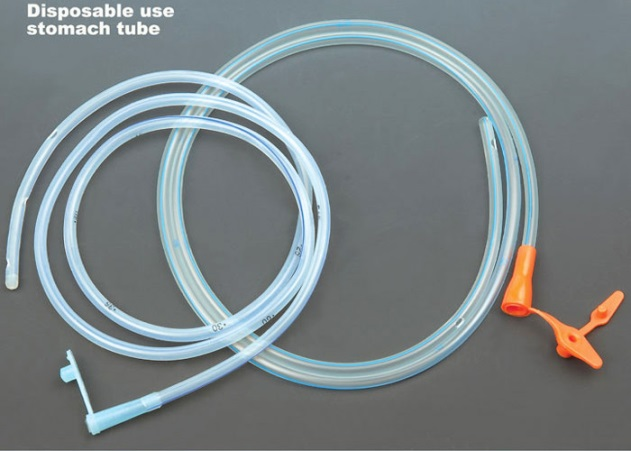 Disposable use
stomach tube